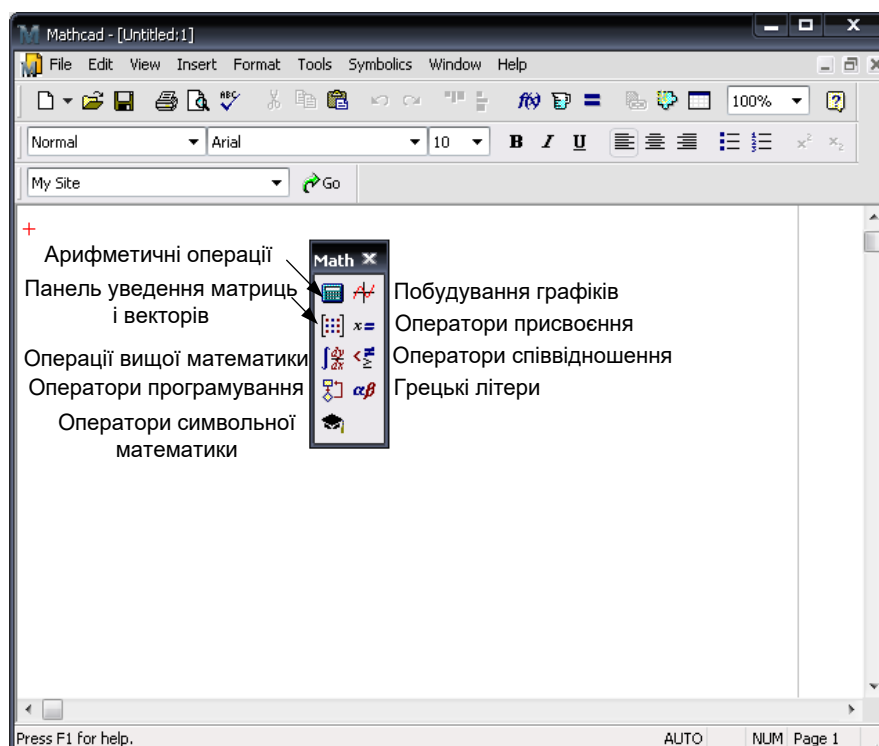 Mathcad - [Untitled:1]
File Edit View Insert Format Tools Symbolics Window Help
100%
Normal Arial 10 B I U
My Site Go
Арифметичні операції
Math
Панель уведення матриць
і векторів
Побудування графіків
Оператори присвоєння
Операції вищої математики
Оператори співвідношення
Оператори програмування
Грецькі літери
Оператори символьної
математики
Press F1 for help. AUTO NUM Page 1